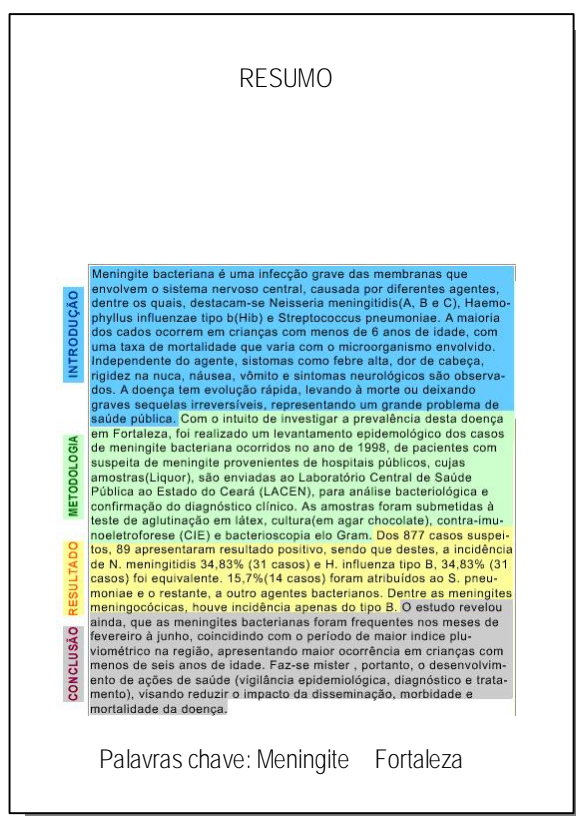 RESUMO
Meningite bacteriana é uma infecção grave das membranas que
envolvem o sistema nervoso central, causada por diferentes agentes,
dentre os quais, destacam-se Neisseria meningitidis(A, B e C), Haemo-
phyllus influenzae tipo b(Hib) e Streptococcus pneumoniae. A maioria
dos cados ocorrem em crianças com menos de 6 anos de idade, com
uma taxa de mortalidade que varia com o microorganismo envolvido.
Independente do agente, sistomas como febre alta, dor de cabeça,
rigidez na nuca, náusea, vômito e sintomas neurológicos são observa-
dos. A doença tem evolução rápida, levando à morte ou deixando
graves sequelas irreversíveis, representando um grande problema de
saúde pública. Com o intuito de investigar a prevalência desta doença
em Fortaleza, foi realizado um levantamento epidemológico dos casos
de meningite bacteriana ocorridos no ano de 1998, de pacientes com
suspeita de meningite provenientes de hospitais públicos, cujas
amostras(Liquor), são enviadas ao Laboratório Central de Saúde
Pública ao Estado do Ceará (LACEN), para análise bacteriológica e
confirmação do diagnóstico clínico. As amostras foram submetidas à
teste de aglutinação em látex, cultura(em agar chocolate), contra-imu-
noeletroforese (CIE) e bacterioscopia elo Gram. Dos 877 casos suspei-
tos, 89 apresentaram resultado positivo, sendo que destes, a incidência
de N. meningitidis 34,83% (31 casos) e H. influenza tipo B, 34,83% (31
casos) foi equivalente. 15,7%(14 casos) foram atribuídos ao S. pneu-
moniae e o restante, a outro agentes bacterianos. Dentre as meningites
meningocócicas, houve incidência apenas do tipo B. O estudo revelou
ainda, que as meningites bacterianas foram frequentes nos meses de
fevereiro à junho, coincidindo com o período de maior indice plu-
viométrico na região, apresentando maior ocorrência em crianças com
menos de seis anos de idade. Faz-se mister , portanto, o desenvolvim-
ento de ações de saúde (vigilância epidemiológica, diagnóstico e trata-
mento), visando reduzir o impacto da disseminação, morbidade e
mortalidade da doença.
INTRODUÇÃO
METODOLOGIA
RESULTADO
CONCLUSÃO
Palavras chave: Meningite Fortaleza